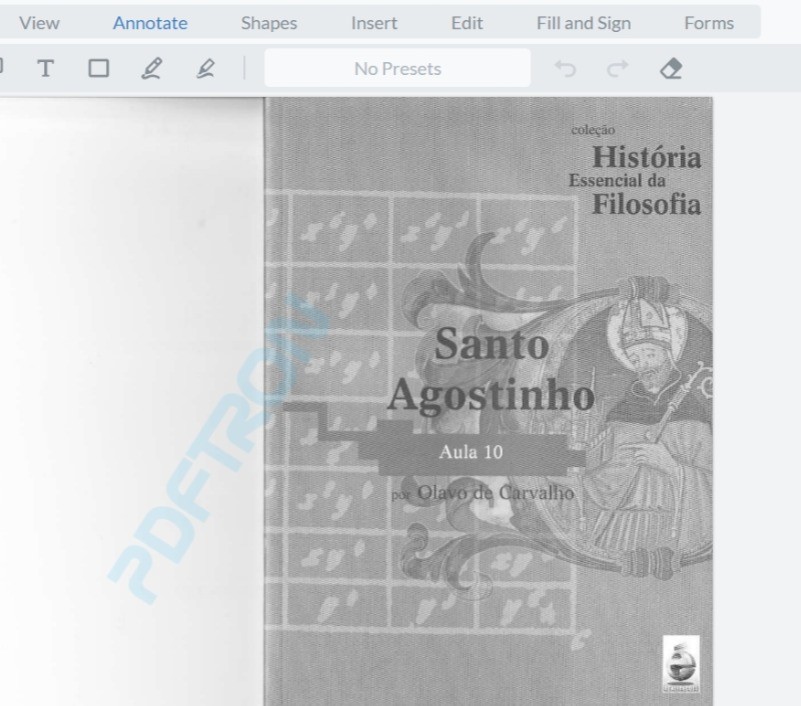 View Annotate Shapes Insert Edit Fill and Sign Forms
T No Presets
coleção
História
Essencial da
Filosofia
Santo
Agostinho
Aula 10
por Olavo de Carvalho
PDFTRON